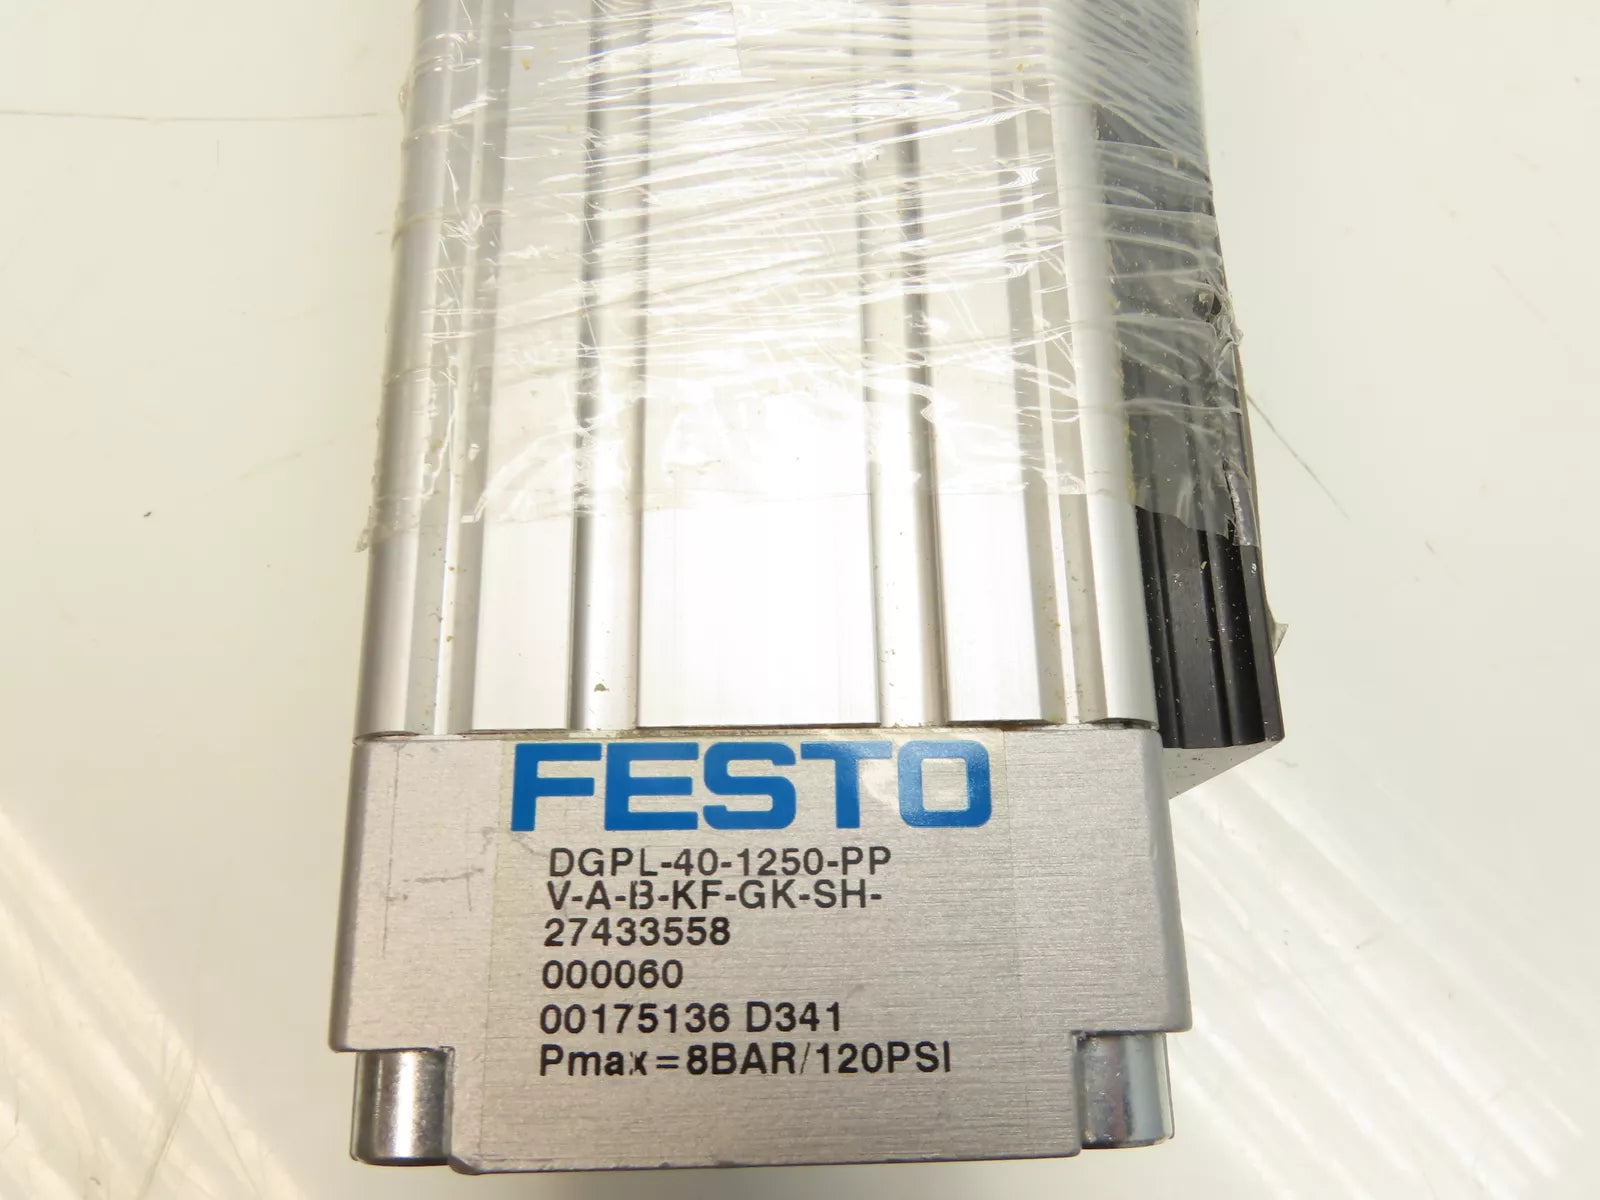 FESTO
DGPL-40-1250-PP
V-A-B-KF-GK-SH-
27433558
000060
00175136 D341
Pmax=8BAR/120PSI